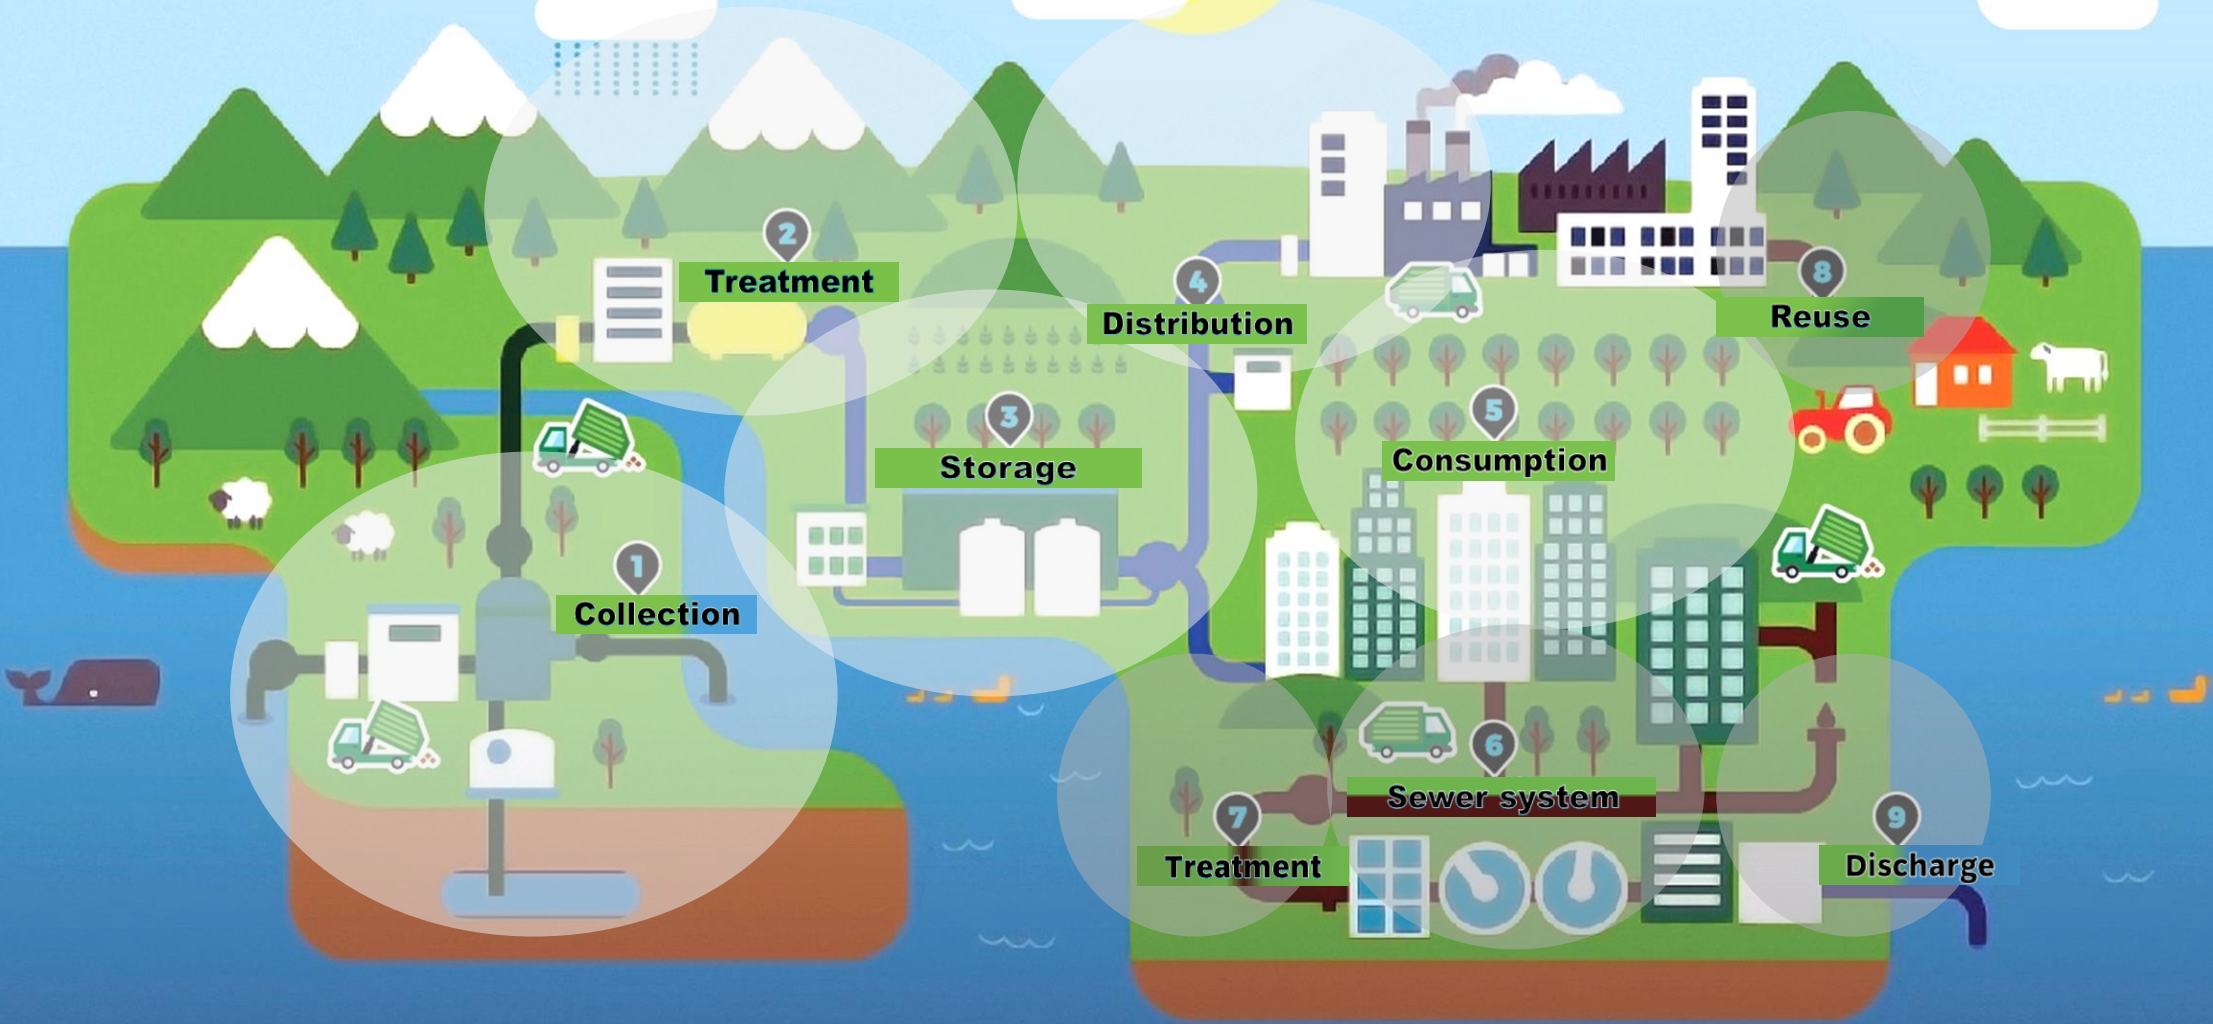 1
Collection
2
Treatment
3
Storage
4
Distribution
5
Consumption
6
Sewer system
7
Treatment
8
Reuse
9
Discharge